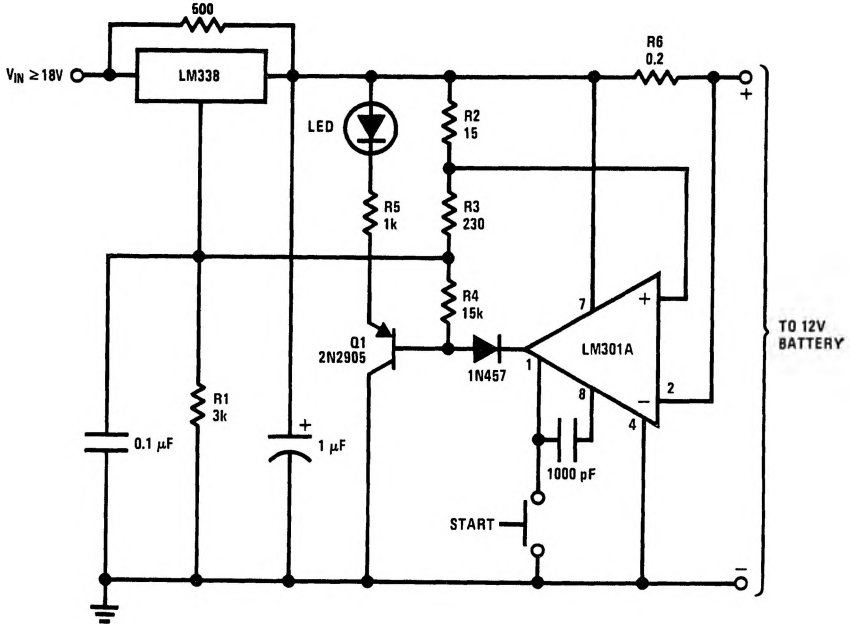 500
V_IN ≥ 18V
LM338
R6
0.2
+
LED
R2
15
R5
1k
R3
230
R4
15k
7
+
TO 12V
BATTERY
Q1
2N2905
1N457
1
LM301A
8
−
2
4
R1
3k
0.1 μF
+
1 μF
1000 pF
START
−